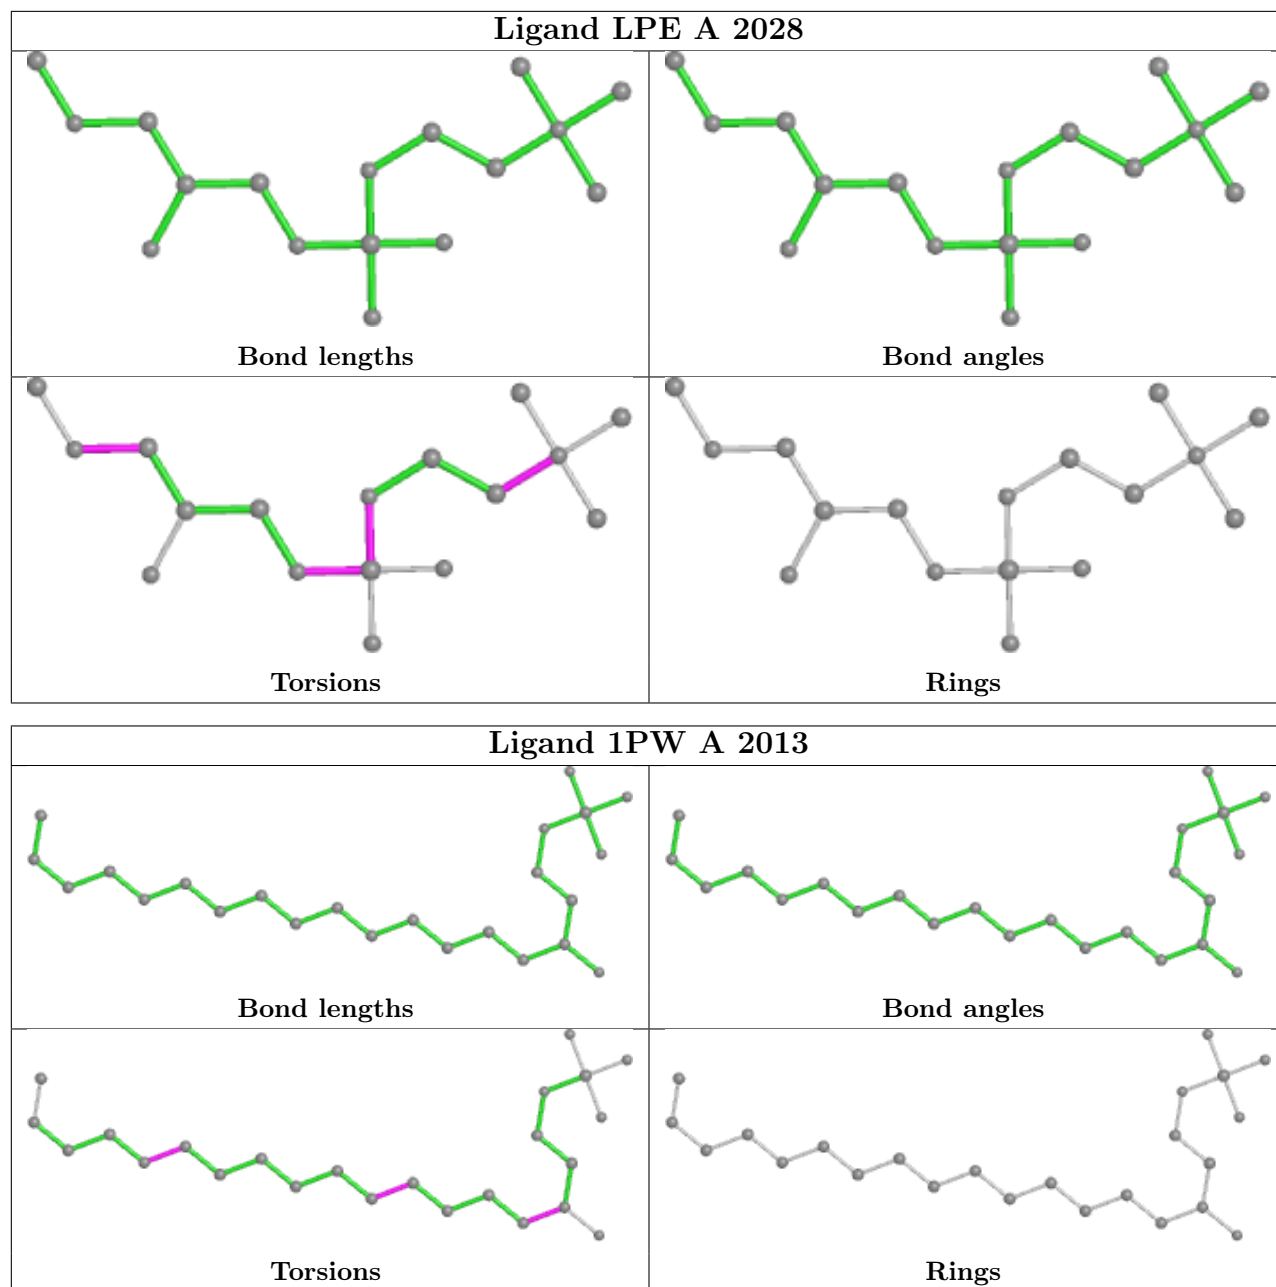 Ligand LPE A 2028
Bond lengths
Bond angles
Torsions
Rings
Ligand 1PW A 2013
Bond lengths
Bond angles
Torsions
Rings